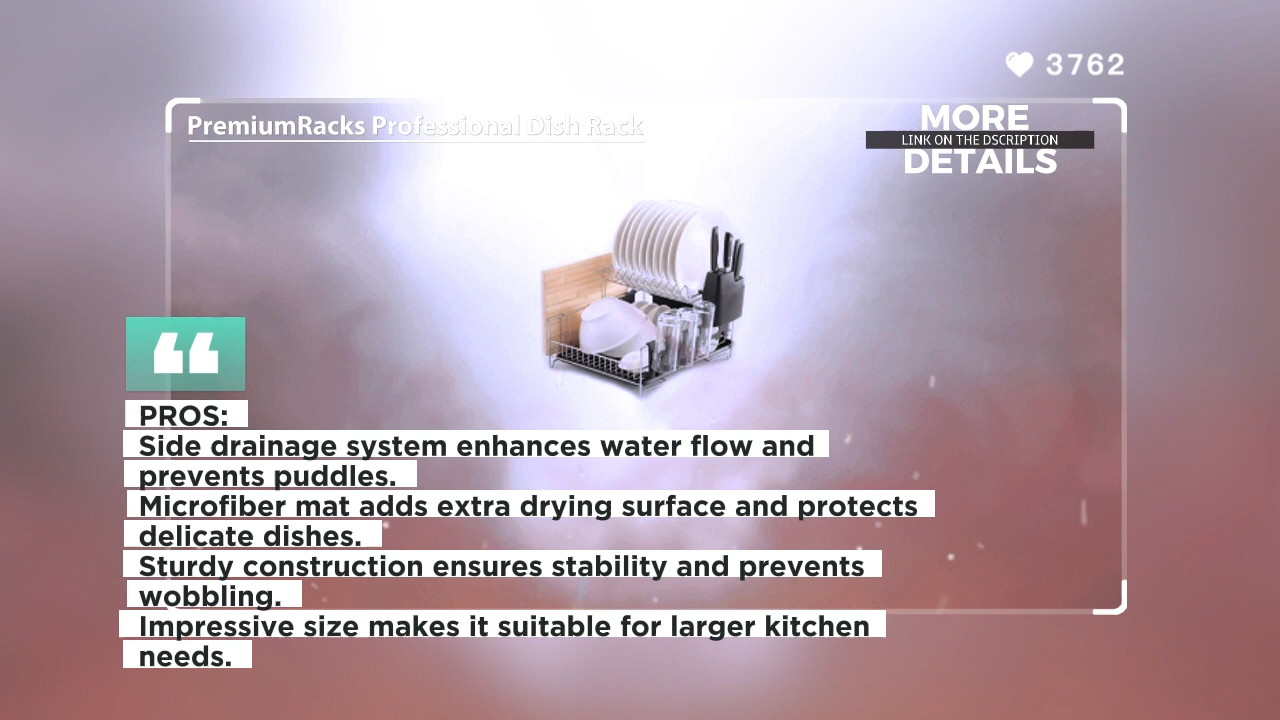 3762
PremiumRacks Professional Dish Rack
MORE
LINK ON THE DSCRIPTION
DETAILS
PROS:
Side drainage system enhances water flow and
prevents puddles.
Microfiber mat adds extra drying surface and protects
delicate dishes.
Sturdy construction ensures stability and prevents
wobbling.
Impressive size makes it suitable for larger kitchen
needs.